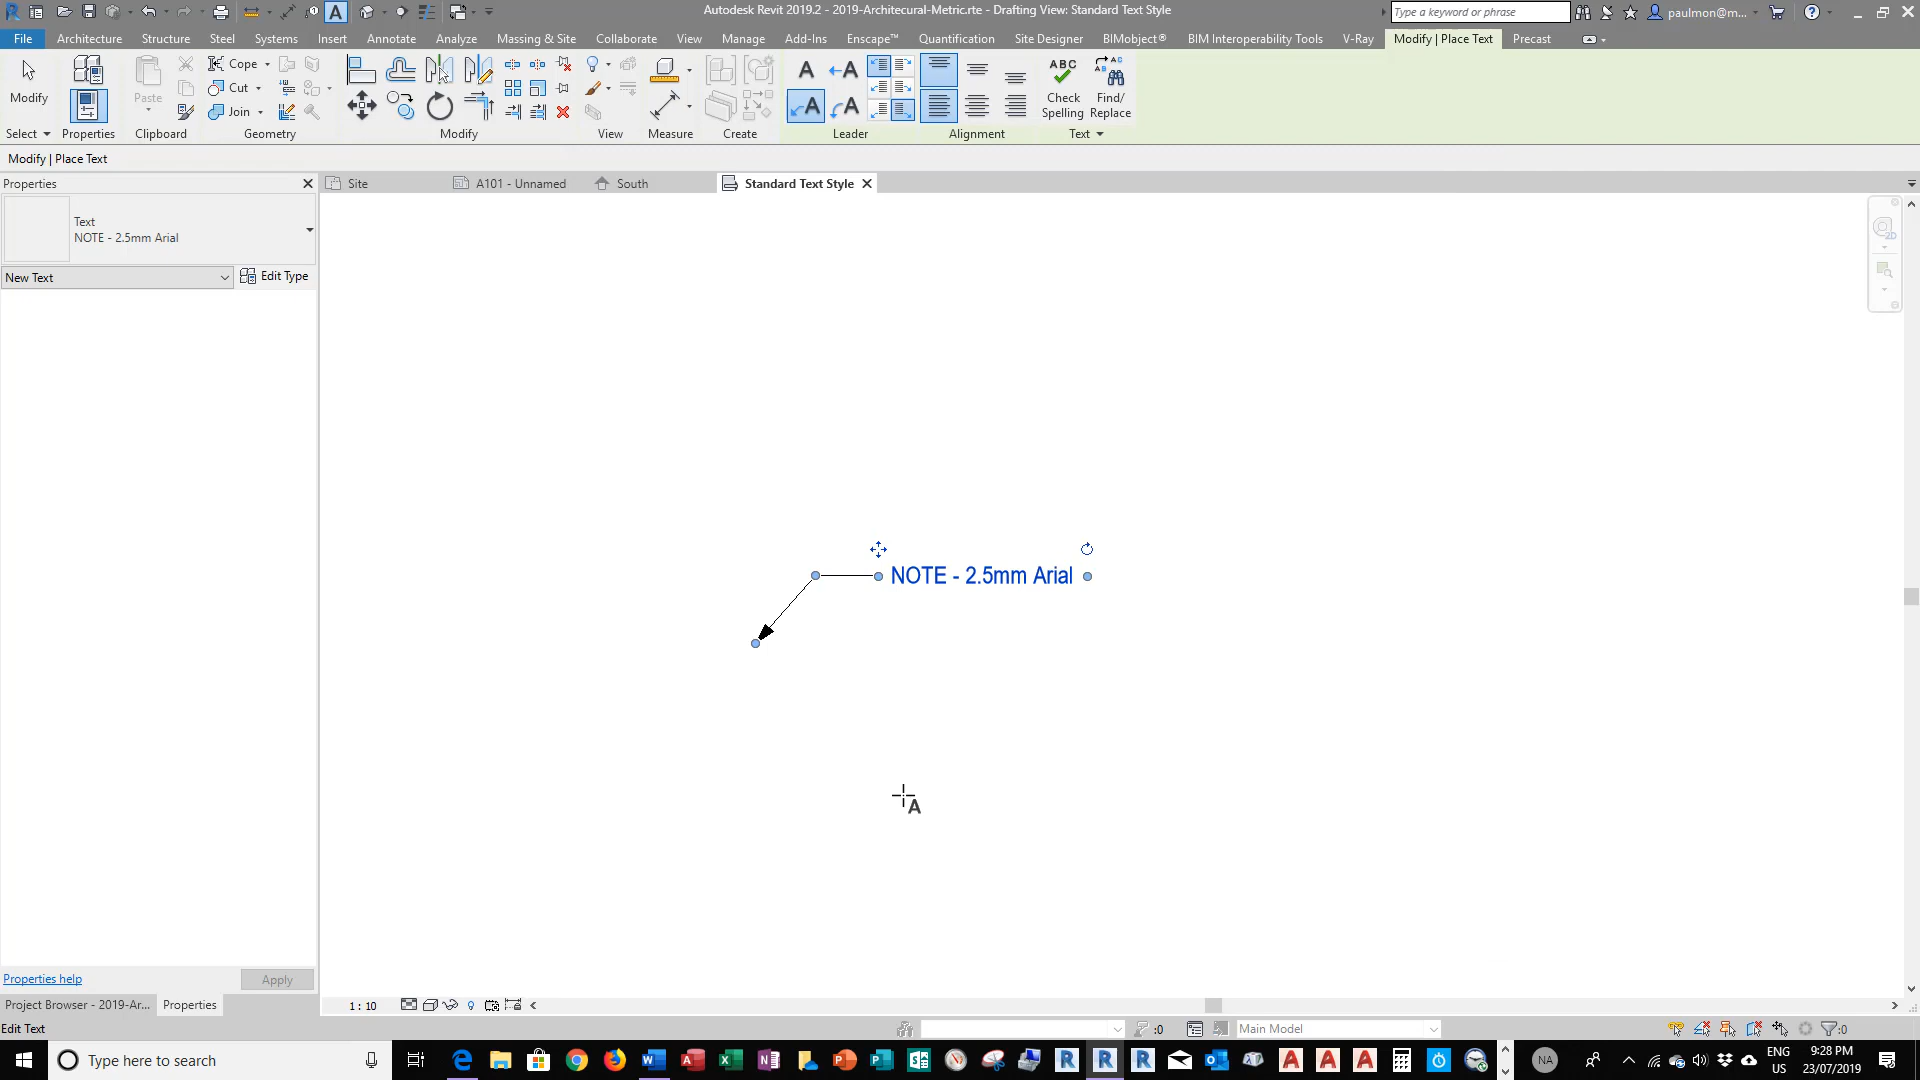 Autodesk Revit 2019.2 - 2019-Architecural-Metric.rte - Drafting View: Standard Text Style
Type a keyword or phrase
paulmon@m...
File Architecture Structure Steel Systems Insert Annotate Analyze Massing & Site Collaborate View Manage Add-Ins Enscape™ Quantification Site Designer BIMobject® BIM Interoperability Tools V-Ray Modify | Place Text Precast
Modify
Paste
Cope
Cut
Join
A
A
A
A
ABC
Check
Spelling
Find/
Replace
Select Properties Clipboard Geometry Modify View Measure Create Leader Alignment Text
Modify | Place Text
Properties
Site
A101 - Unnamed
South
Standard Text Style
Text
NOTE - 2.5mm Arial
New Text
Edit Type
2D
NOTE - 2.5mm Arial
A
Properties help
Apply
Project Browser - 2019-Ar...
Properties
1 : 10
Edit Text
:0
Main Model
:0
Type here to search
NA
ENG
US
9:28 PM
23/07/2019